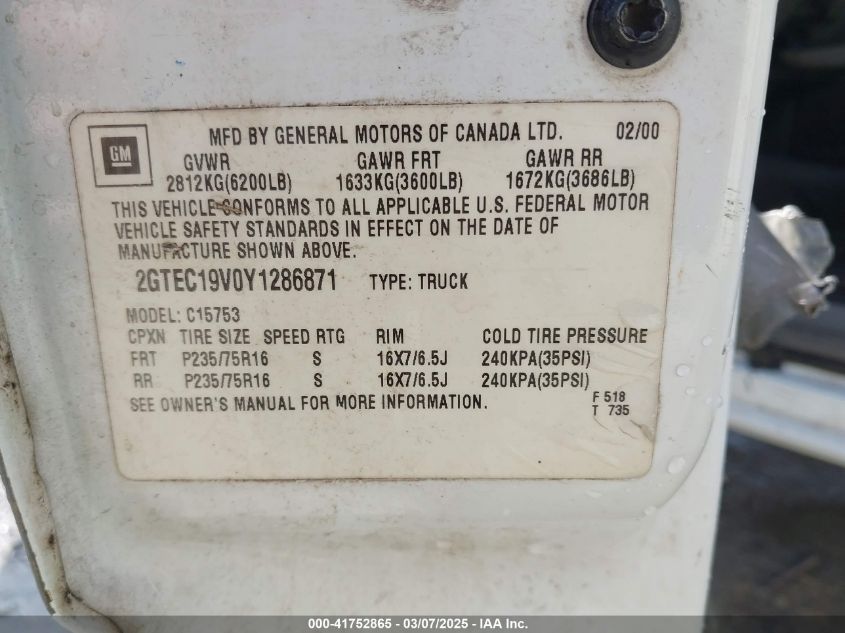 GM
MFD BY GENERAL MOTORS OF CANADA LTD. 02/00
GVWR GAWR FRT GAWR RR
2812KG(6200LB) 1633KG(3600LB) 1672KG(3686LB)
THIS VEHICLE CONFORMS TO ALL APPLICABLE U.S. FEDERAL MOTOR
VEHICLE SAFETY STANDARDS IN EFFECT ON THE DATE OF
MANUFACTURE SHOWN ABOVE.
2GTEC19V0Y1286871 TYPE: TRUCK
MODEL: C15753
CPXN TIRE SIZE SPEED RTG RIM COLD TIRE PRESSURE
FRT P235/75R16 S 16X7/6.5J 240KPA(35PSI)
RR P235/75R16 S 16X7/6.5J 240KPA(35PSI)
SEE OWNER'S MANUAL FOR MORE INFORMATION. F 518
T 735
000-41752865 - 03/07/2025 - IAA Inc.